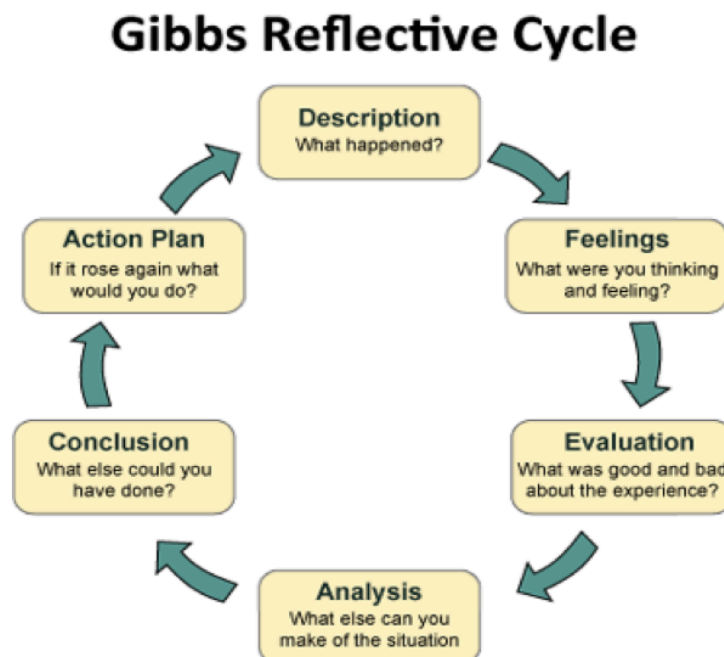 Gibbs Reflective Cycle
Description
What happened?
Feelings
What were you thinking
and feeling?
Evaluation
What was good and bad
about the experience?
Analysis
What else can you
make of the situation
Conclusion
What else could you
have done?
Action Plan
If it rose again what
would you do?